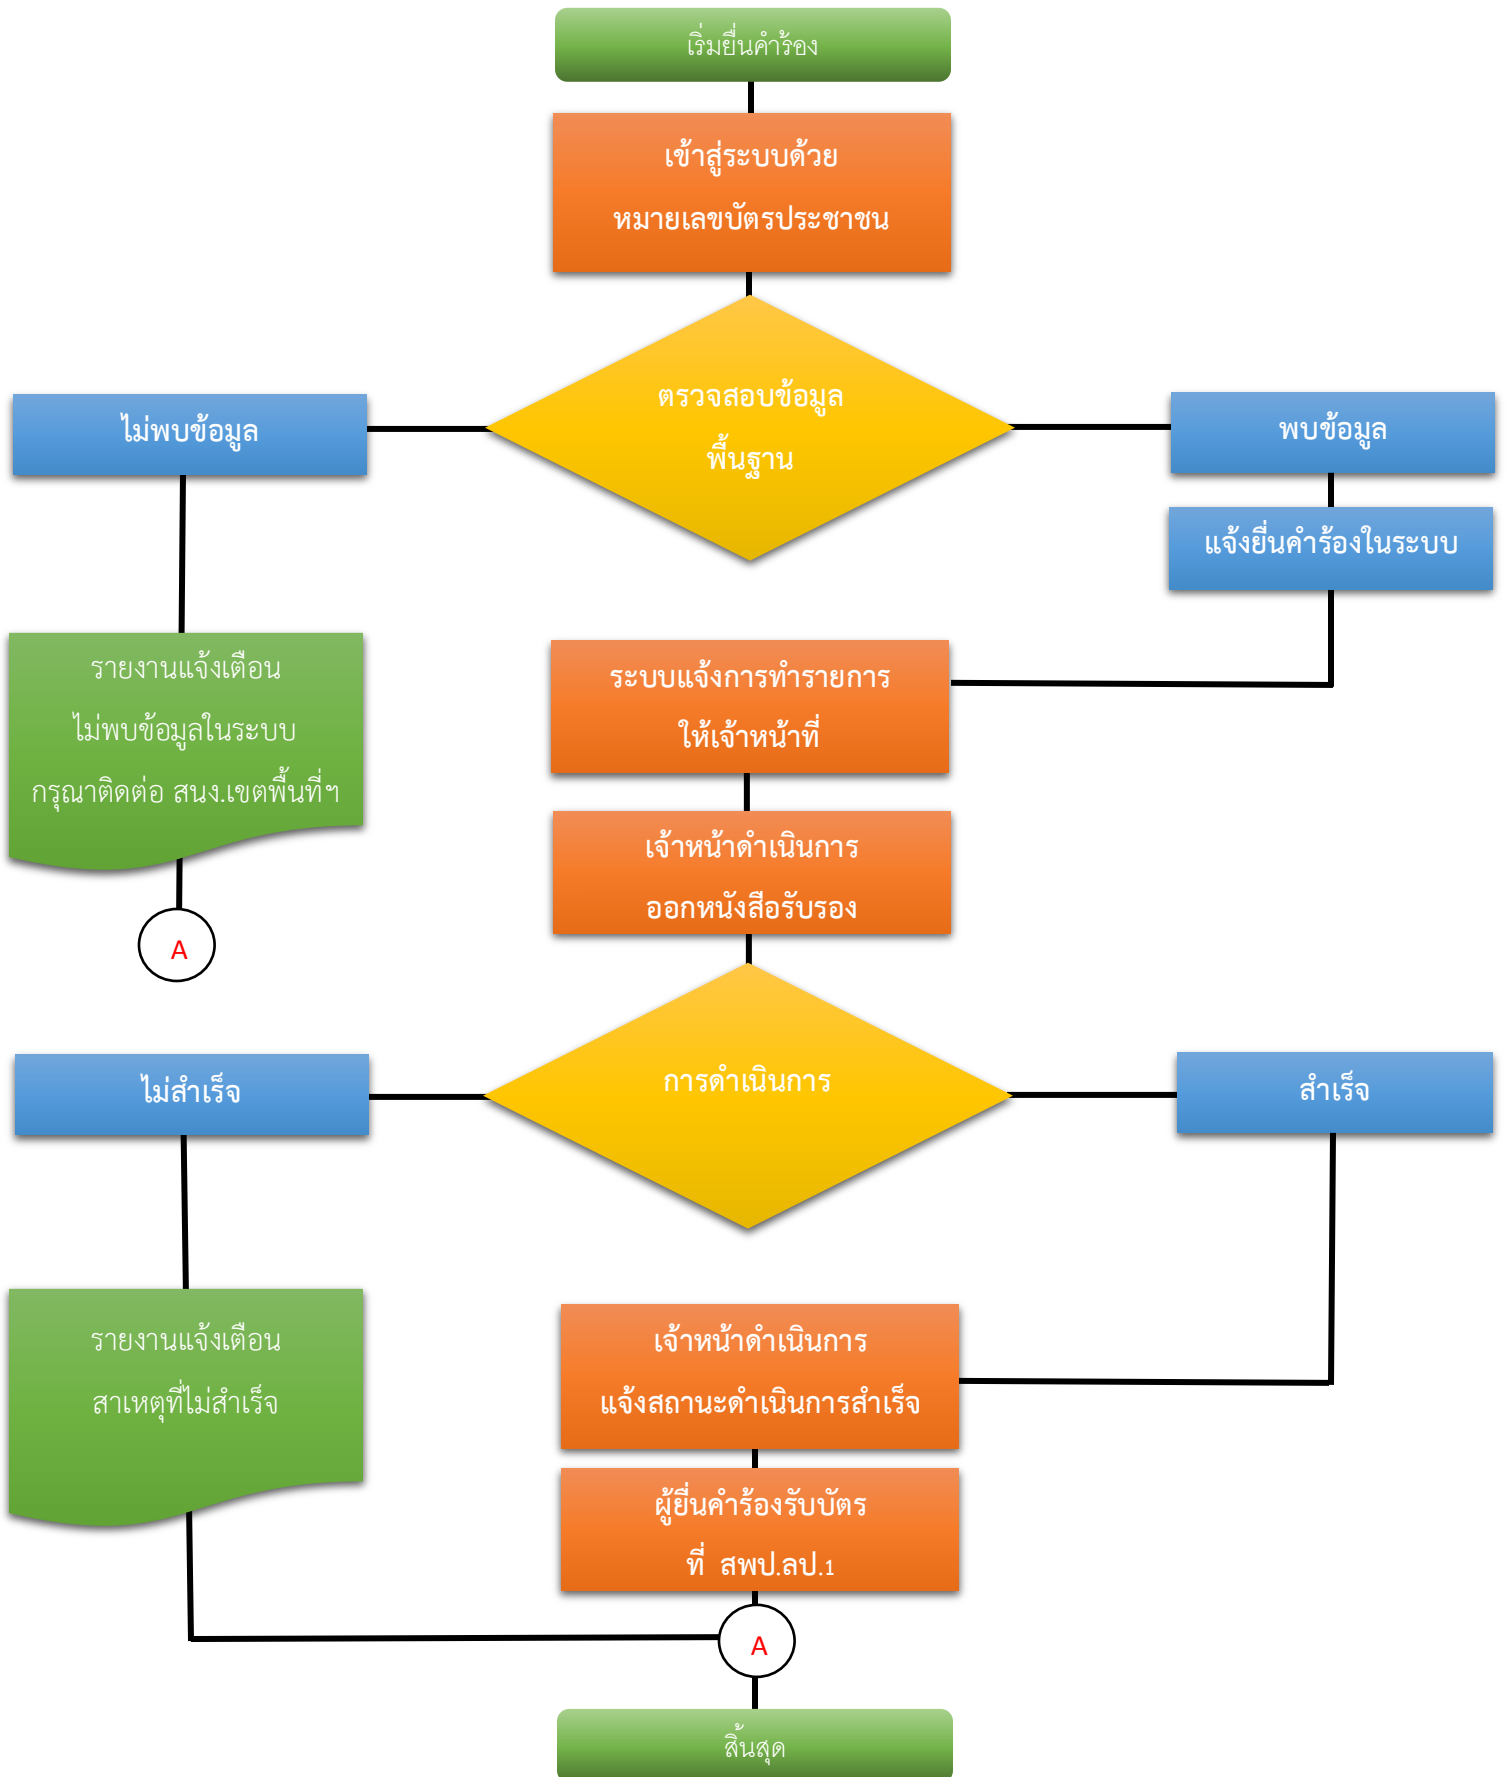 เริ่มยื่นคำร้อง
เข้าสู่ระบบด้วย
หมายเลขบัตรประชาชน
ตรวจสอบข้อมูล
พื้นฐาน
ไม่พบข้อมูล
พบข้อมูล
แจ้งยื่นคำร้องในระบบ
รายงานแจ้งเตือน
ไม่พบข้อมูลในระบบ
กรุณาติดต่อ สนง.เขตพื้นที่ฯ
A
ระบบแจ้งการทำรายการ
ให้เจ้าหน้าที่
เจ้าหน้าดำเนินการ
ออกหนังสือรับรอง
การดำเนินการ
ไม่สำเร็จ
สำเร็จ
รายงานแจ้งเตือน
สาเหตุที่ไม่สำเร็จ
เจ้าหน้าดำเนินการ
แจ้งสถานะดำเนินการสำเร็จ
ผู้ยื่นคำร้องรับบัตร
ที่ สพป.ลป.1
A
สิ้นสุด